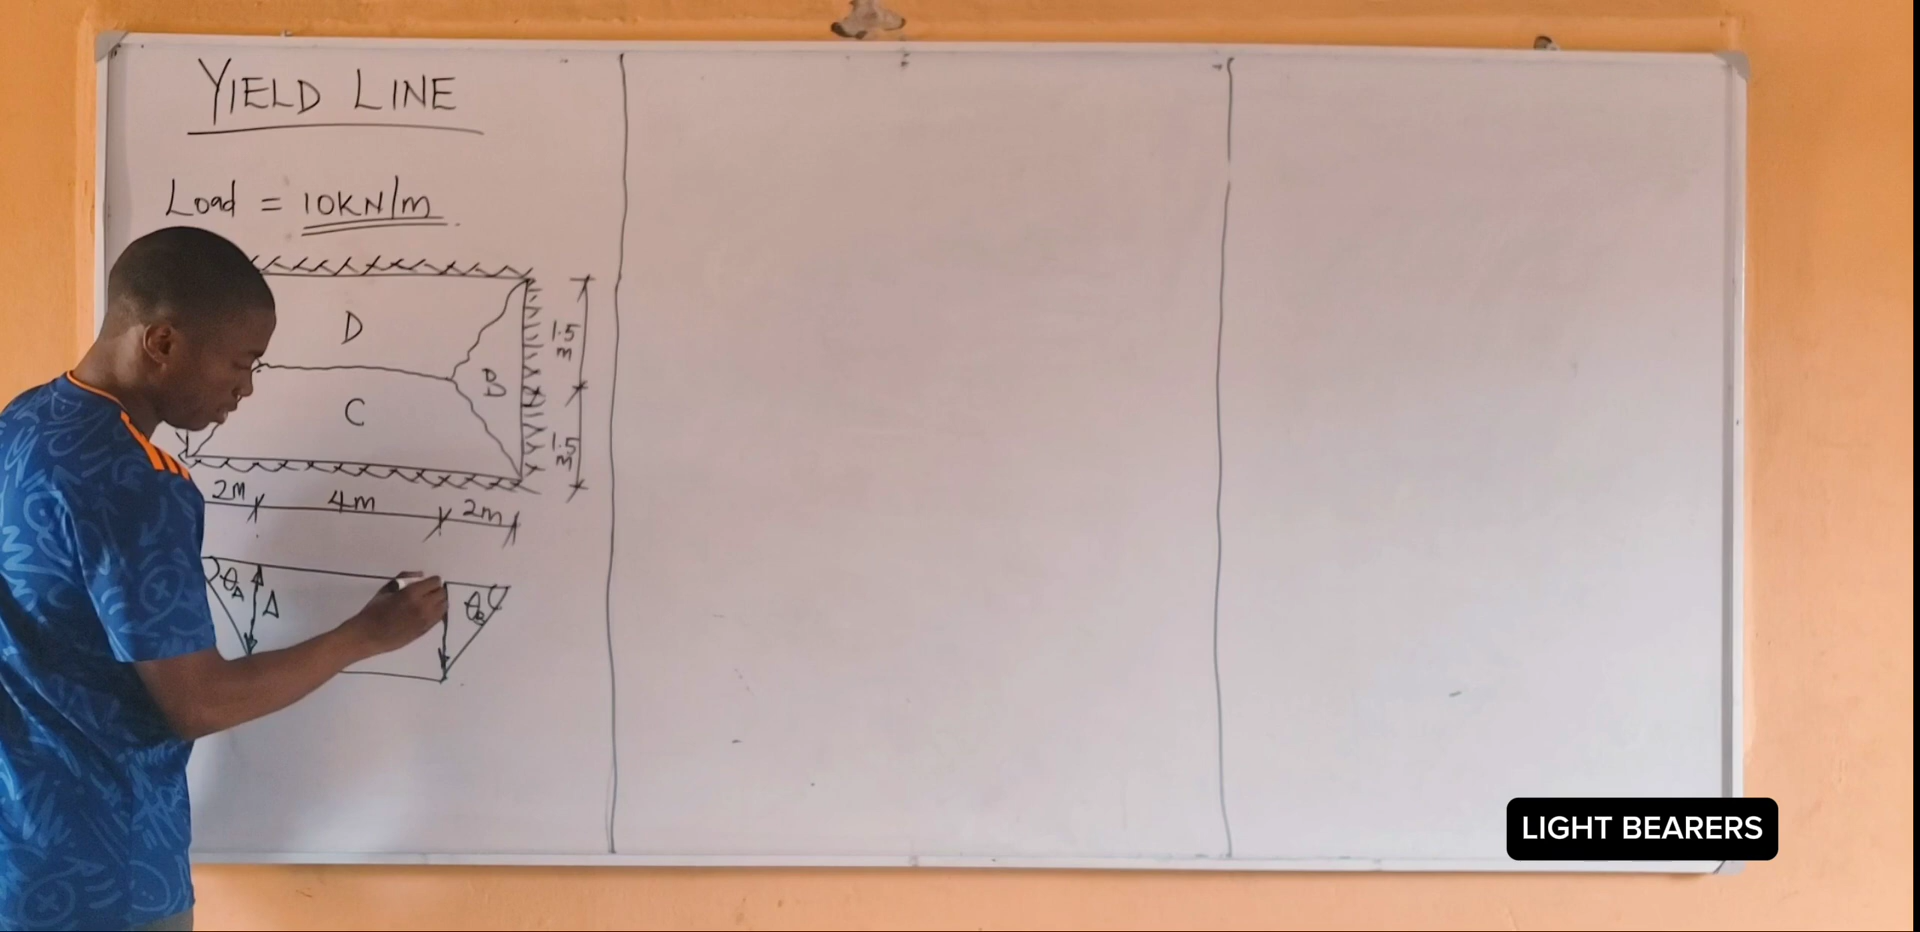 YIELD LINE
Load = 10KN/m
D
1.5
m
B
C
1.5
m
2m 4m 2m
θA Δ θB
LIGHT BEARERS